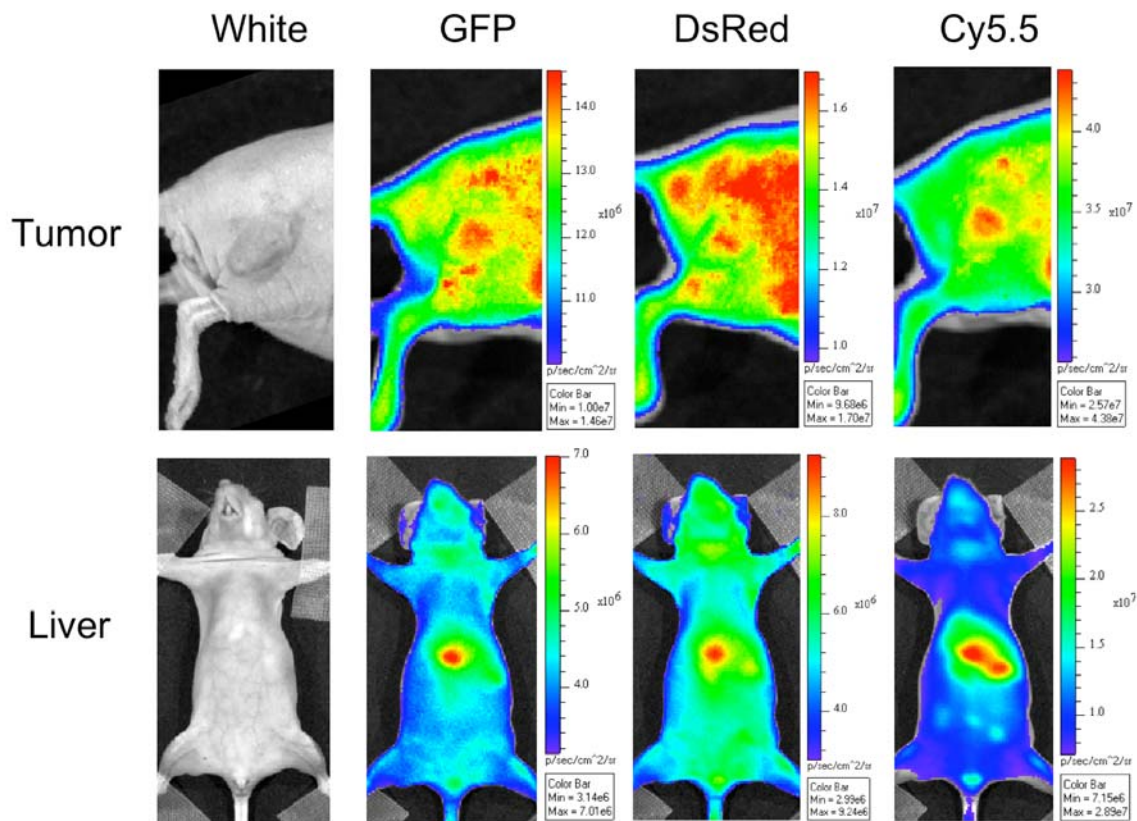 White GFP DsRed Cy5.5
Tumor
14.0
13.0
x10^6
12.0
11.0
p/sec/cm^2/sr
Color Bar
Min = 1.00e7
Max = 1.46e7
1.6
1.4
x10^7
1.2
1.0
p/sec/cm^2/sr
Color Bar
Min = 9.68e6
Max = 1.70e7
4.0
3.5
x10^7
3.0
p/sec/cm^2/sr
Color Bar
Min = 2.57e7
Max = 4.38e7
Liver
7.0
6.0
5.0
x10^6
4.0
p/sec/cm^2/sr
Color Bar
Min = 3.14e6
Max = 7.01e6
8.0
6.0
x10^6
4.0
p/sec/cm^2/sr
Color Bar
Min = 2.99e6
Max = 9.24e6
2.5
2.0
x10^7
1.5
1.0
p/sec/cm^2/sr
Color Bar
Min = 7.15e6
Max = 2.89e7